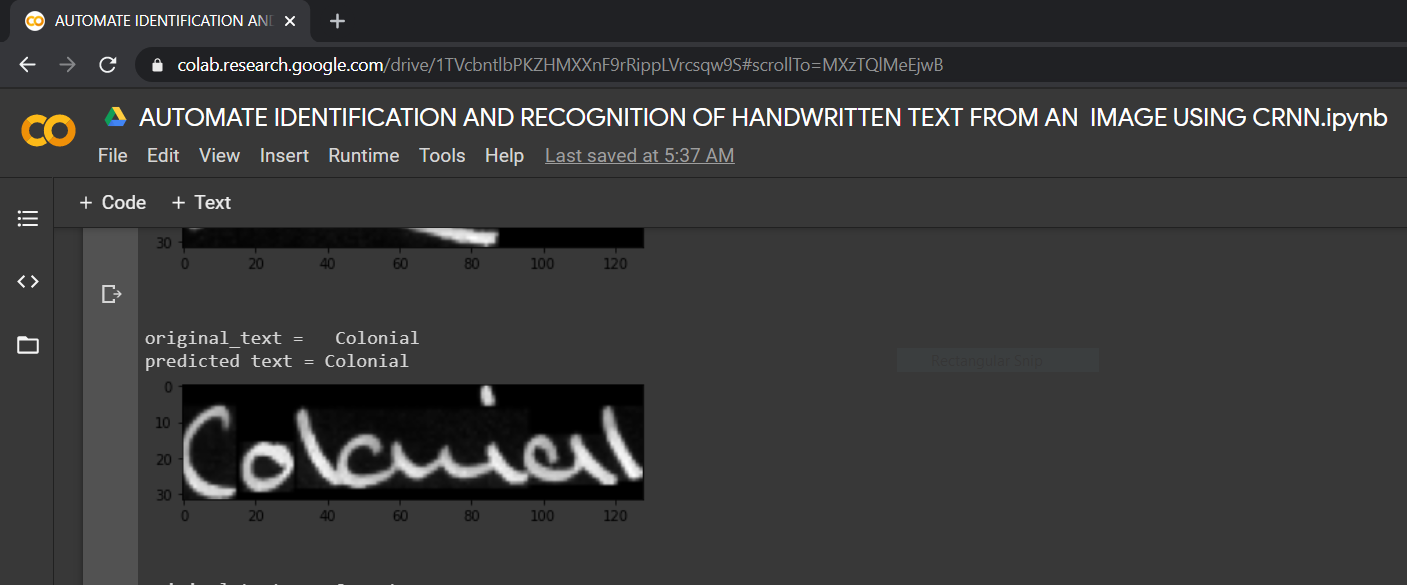 AUTOMATE IDENTIFICATION AND
colab.research.google.com/drive/1TVcbntlbPKZHMXXnF9rRippLVrcsqw9S#scrollTo=MXzTQlMeEjwB
AUTOMATE IDENTIFICATION AND RECOGNITION OF HANDWRITTEN TEXT FROM AN IMAGE USING CRNN.ipynb
File Edit View Insert Runtime Tools Help Last saved at 5:37 AM
+ Code + Text
30
0 20 40 60 80 100 120
original_text = Colonial
predicted text = Colonial
Rectangular Snip
0
10
20
30
Colonial
0 20 40 60 80 100 120